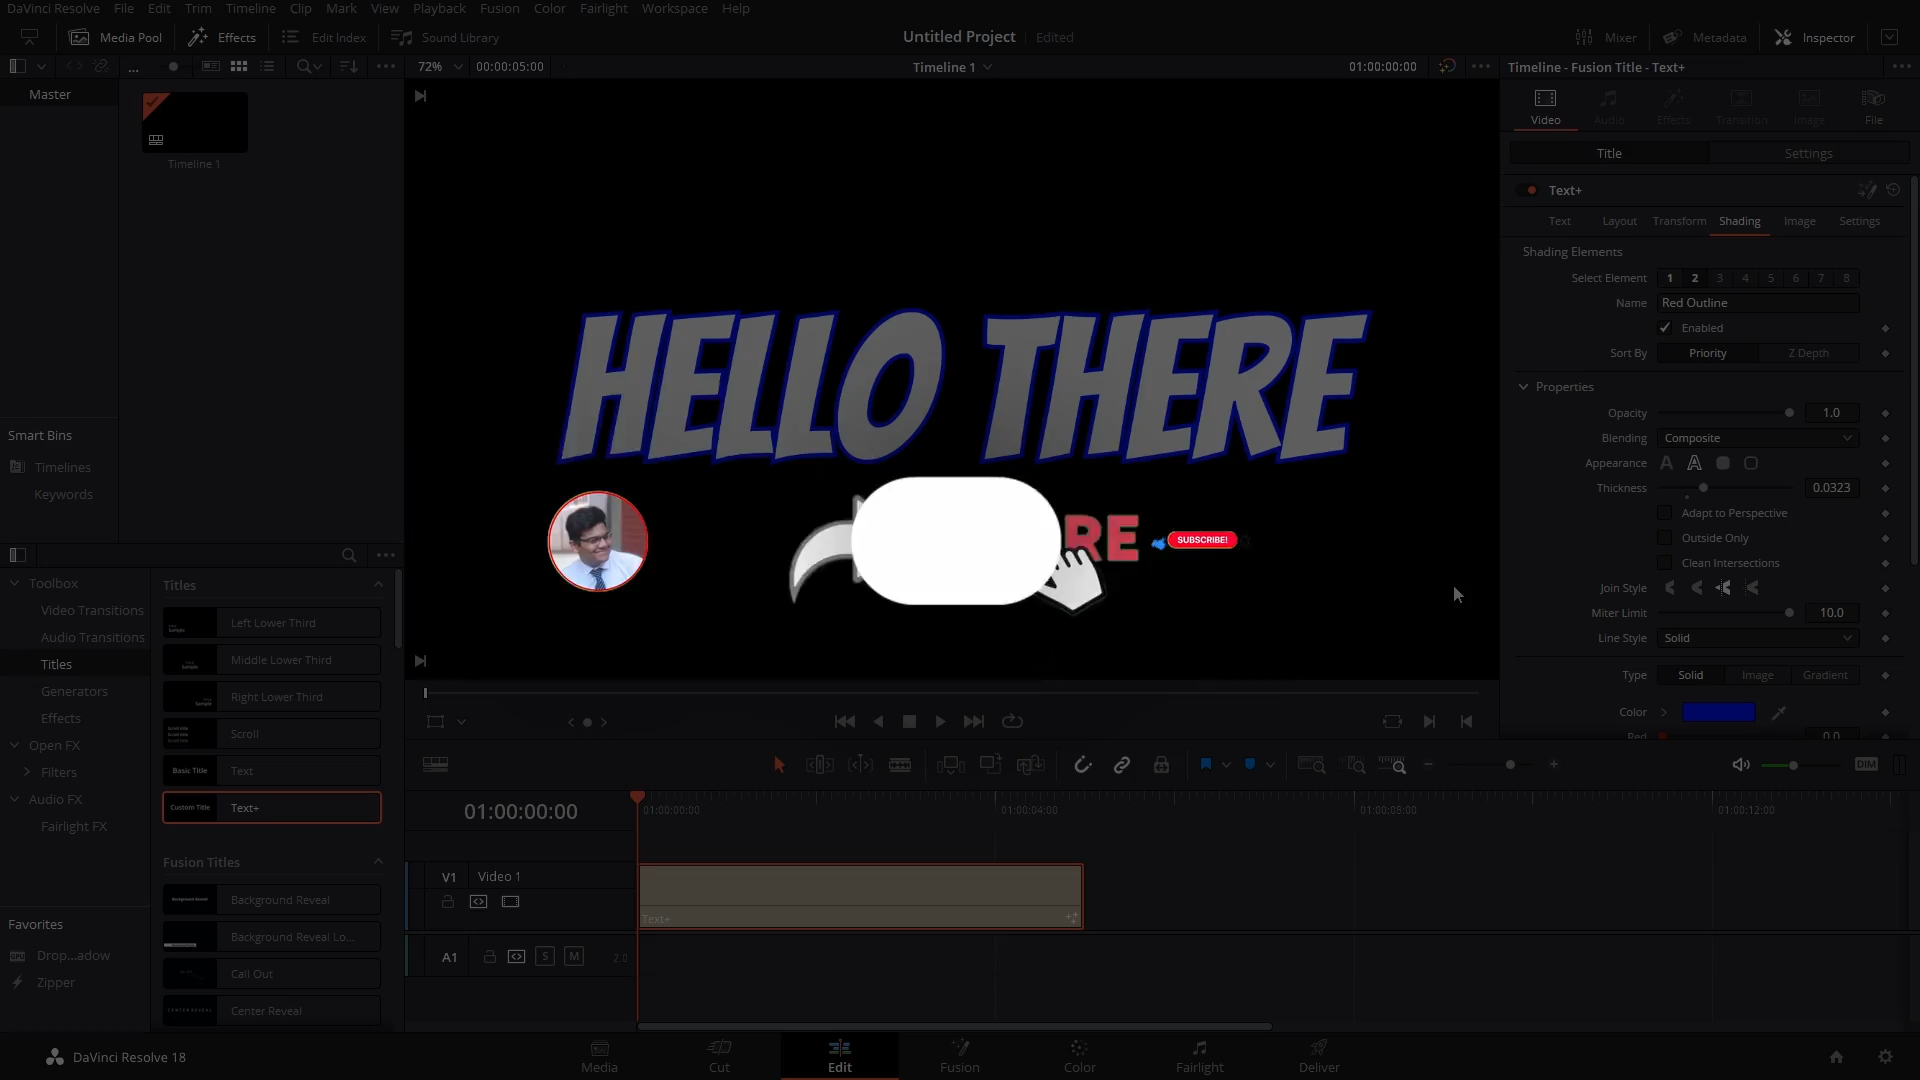 DaVinci Resolve File Edit Trim Timeline Clip Mark View Playback Fusion Color Fairlight Workspace Help
Media Pool Effects Edit Index Sound Library Untitled Project Edited Mixer Metadata Inspector
72% 00:00:05:00 Timeline 1 01:00:00:00 Timeline - Fusion Title - Text+
Master
Timeline 1
Video Audio Effects Transition Image File
Title Settings
Text+
Text Layout Transform Shading Image Settings
Shading Elements
Select Element 1 2 3 4 5 6 7 8
Name Red Outline
Enabled
Sort By Priority Z Depth
Properties
Opacity 1.0
Blending Composite
Appearance
Thickness 0.0323
Adapt to Perspective
Outside Only
Clean Intersections
Join Style
Miter Limit 10.0
Line Style Solid
Type Solid Image Gradient
Color
Red 0.0
HELLO THERE
RE
SUBSCRIBE!
Smart Bins
Timelines
Keywords
Toolbox
Video Transitions
Audio Transitions
Titles
Generators
Effects
Open FX
Filters
Audio FX
Fairlight FX
Favorites
Drop...adow
Zipper
Titles
Left Lower Third
Middle Lower Third
Right Lower Third
Scroll
Basic Title Text
Custom Title Text+
Fusion Titles
Background Reveal
Background Reveal Lo...
Call Out
CENTER REVEAL Center Reveal
DIM
01:00:00:00 01:00:00:00 01:00:04:00 01:00:08:00 01:00:12:00
V1 Video 1
Text+
A1 S M 2.0
DaVinci Resolve 18
Media Cut Edit Fusion Color Fairlight Deliver